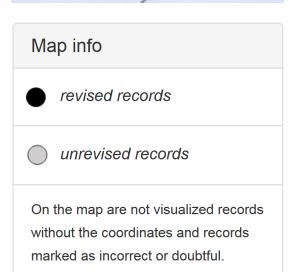 Map info
revised records
unrevised records
On the map are not visualized records
without the coordinates and records
marked as incorrect or doubtful.